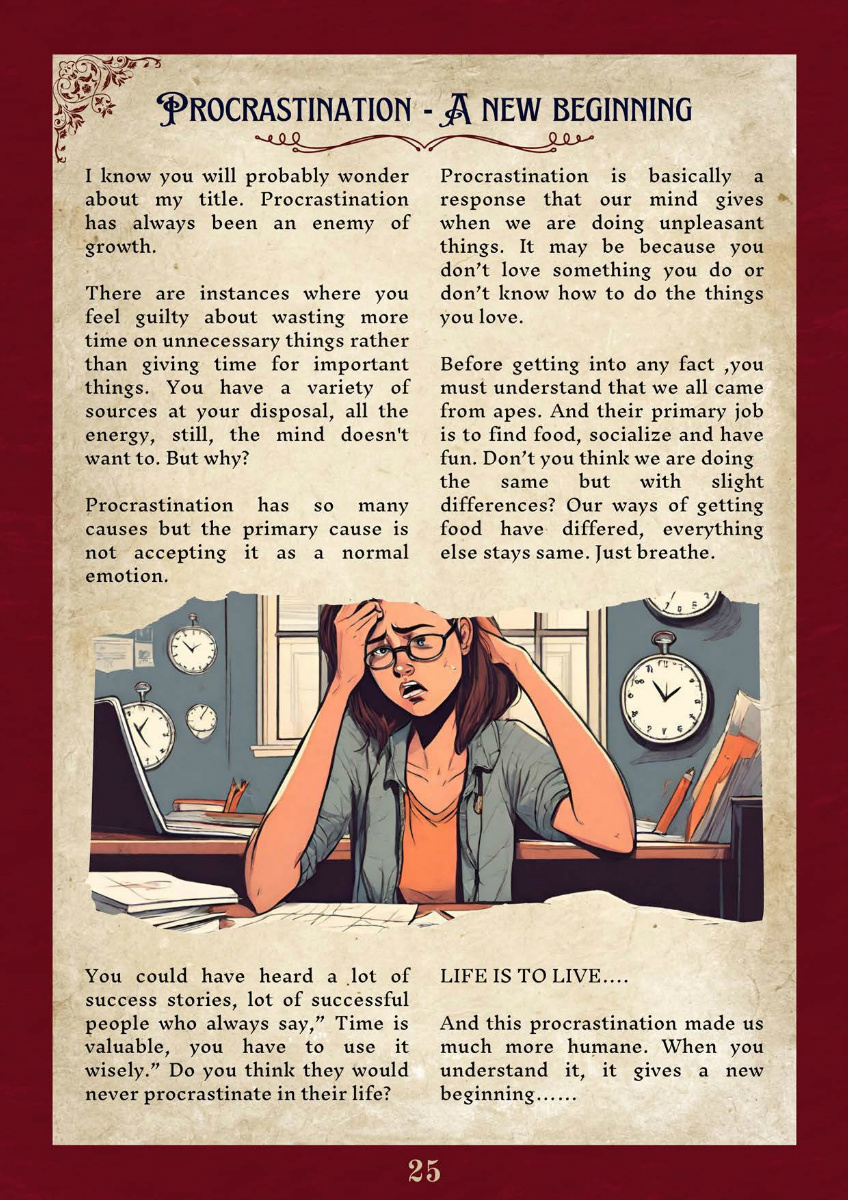 Procrastination - A new beginning
I know you will probably wonder
about my title. Procrastination
has always been an enemy of
growth.
There are instances where you
feel guilty about wasting more
time on unnecessary things rather
than giving time for important
things. You have a variety of
sources at your disposal, all the
energy, still, the mind doesn't
want to. But why?
Procrastination has so many
causes but the primary cause is
not accepting it as a normal
emotion.
Procrastination is basically a
response that our mind gives
when we are doing unpleasant
things. It may be because you
don’t love something you do or
don’t know how to do the things
you love.
Before getting into any fact ,you
must understand that we all came
from apes. And their primary job
is to find food, socialize and have
fun. Don’t you think we are doing
the same but with slight
differences? Our ways of getting
food have differed, everything
else stays same. Just breathe.
You could have heard a lot of
success stories, lot of successful
people who always say,” Time is
valuable, you have to use it
wisely.” Do you think they would
never procrastinate in their life?
LIFE IS TO LIVE....
And this procrastination made us
much more humane. When you
understand it, it gives a new
beginning......
25